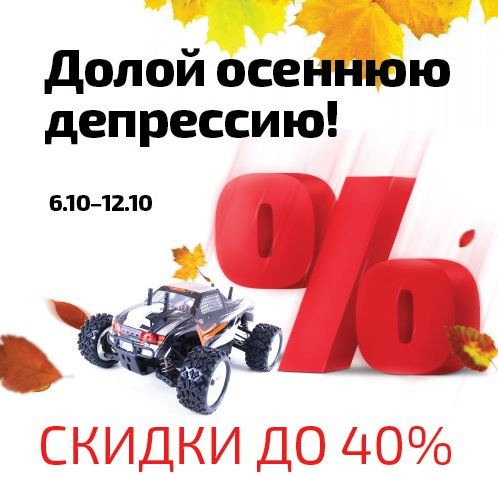 Долой осеннюю
депрессию!
6.10–12.10
%
СКИДКИ ДО 40%